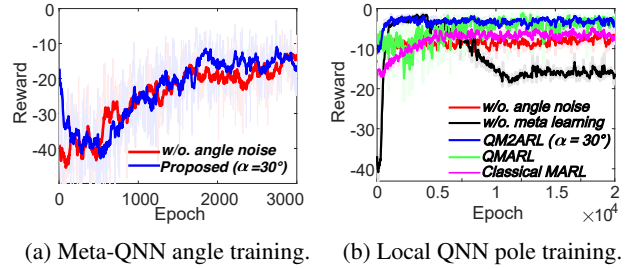 -10
-20
-30
-40
Reward
w/o. angle noise
Proposed (α =30°)
0 1000 2000 3000
Epoch
(a) Meta-QNN angle training.
0
-10
-20
-30
-40
Reward
w/o. angle noise
w/o. meta learning
QM2ARL (α = 30°)
QMARL
Classical MARL
0 0.5 1 1.5 2
Epoch
×10⁴
(b) Local QNN pole training.